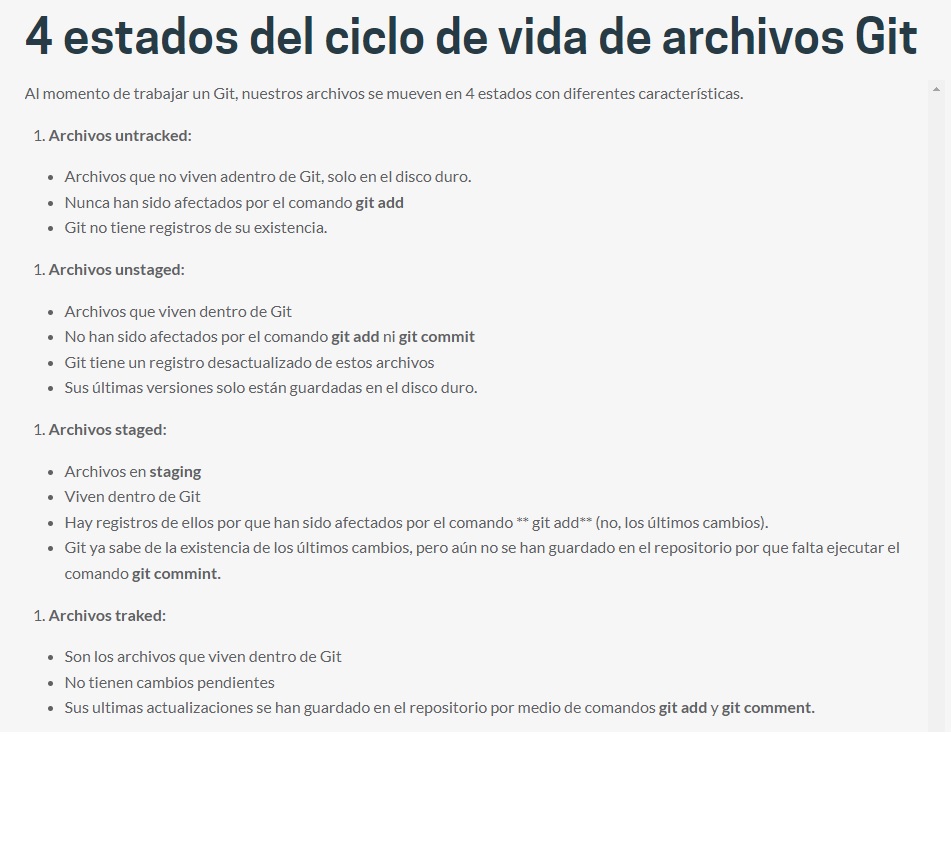 4 estados del ciclo de vida de archivos Git
Al momento de trabajar un Git, nuestros archivos se mueven en 4 estados con diferentes características.
1. Archivos untracked:
• Archivos que no viven adentro de Git, solo en el disco duro.
• Nunca han sido afectados por el comando git add
• Git no tiene registros de su existencia.
1. Archivos unstaged:
• Archivos que viven dentro de Git
• No han sido afectados por el comando git add ni git commit
• Git tiene un registro desactualizado de estos archivos
• Sus últimas versiones solo están guardadas en el disco duro.
1. Archivos staged:
• Archivos en staging
• Viven dentro de Git
• Hay registros de ellos por que han sido afectados por el comando ** git add** (no, los últimos cambios).
• Git ya sabe de la existencia de los últimos cambios, pero aún no se han guardado en el repositorio por que falta ejecutar el
comando git commint.
1. Archivos traked:
• Son los archivos que viven dentro de Git
• No tienen cambios pendientes
• Sus ultimas actualizaciones se han guardado en el repositorio por medio de comandos git add y git comment.